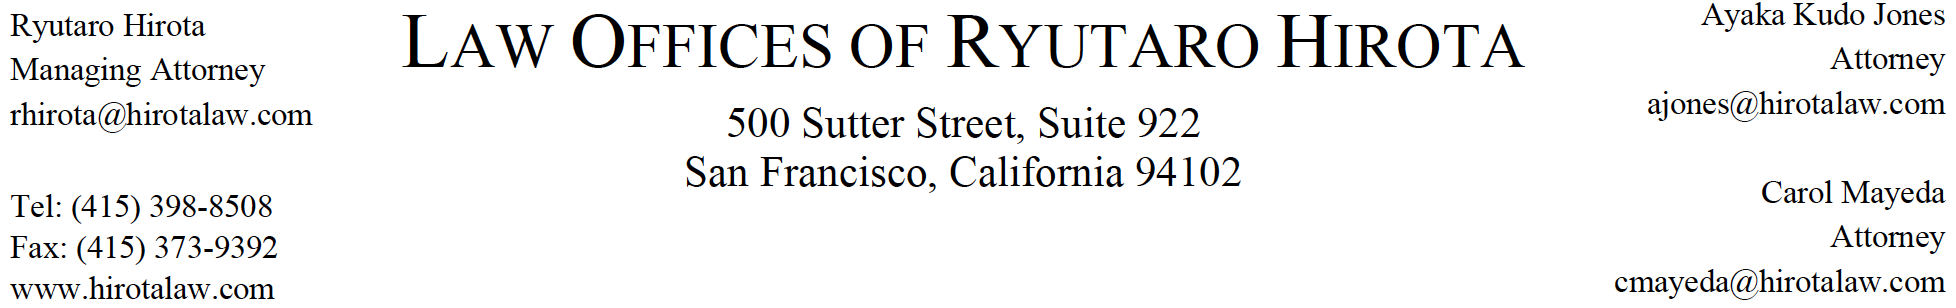 Ryutaro Hirota
Managing Attorney
rhirota@hirotalaw.com
Tel: (415) 398-8508
Fax: (415) 373-9392
www.hirotalaw.com
LAW OFFICES OF RYUTARO HIROTA
500 Sutter Street, Suite 922
San Francisco, California 94102
Ayaka Kudo Jones
Attorney
ajones@hirotalaw.com
Carol Mayeda
Attorney
cmayeda@hirotalaw.com